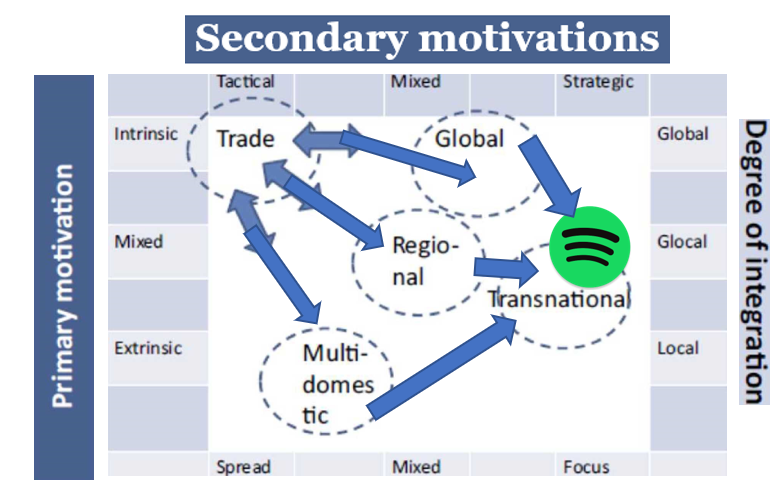 Secondary motivations
Tactical Mixed Strategic
Intrinsic Trade Global Global
Primary motivation
Degree of integration
Mixed Regio- Glocal
nal
Transnational
Extrinsic Multi- Local
domes
tic
Spread Mixed Focus